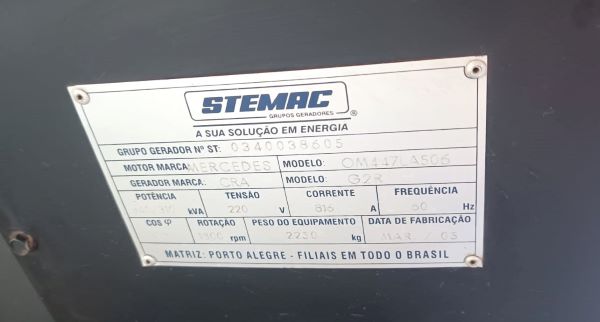 STEMAC ®
GRUPOS GERADORES
A SUA SOLUÇÃO EM ENERGIA
GRUPO GERADOR Nº ST: 0340038605
MOTOR MARCA: MERCEDES MODELO: OM447LA506
GERADOR MARCA: CRA MODELO: G2R
POTÊNCIA TENSÃO CORRENTE FREQUÊNCIA
kVA 220 V 816 A 60 Hz
COS φ ROTAÇÃO PESO DO EQUIPAMENTO DATA DE FABRICAÇÃO
1800 rpm 2250 kg MAR / 03
MATRIZ: PORTO ALEGRE - FILIAIS EM TODO O BRASIL